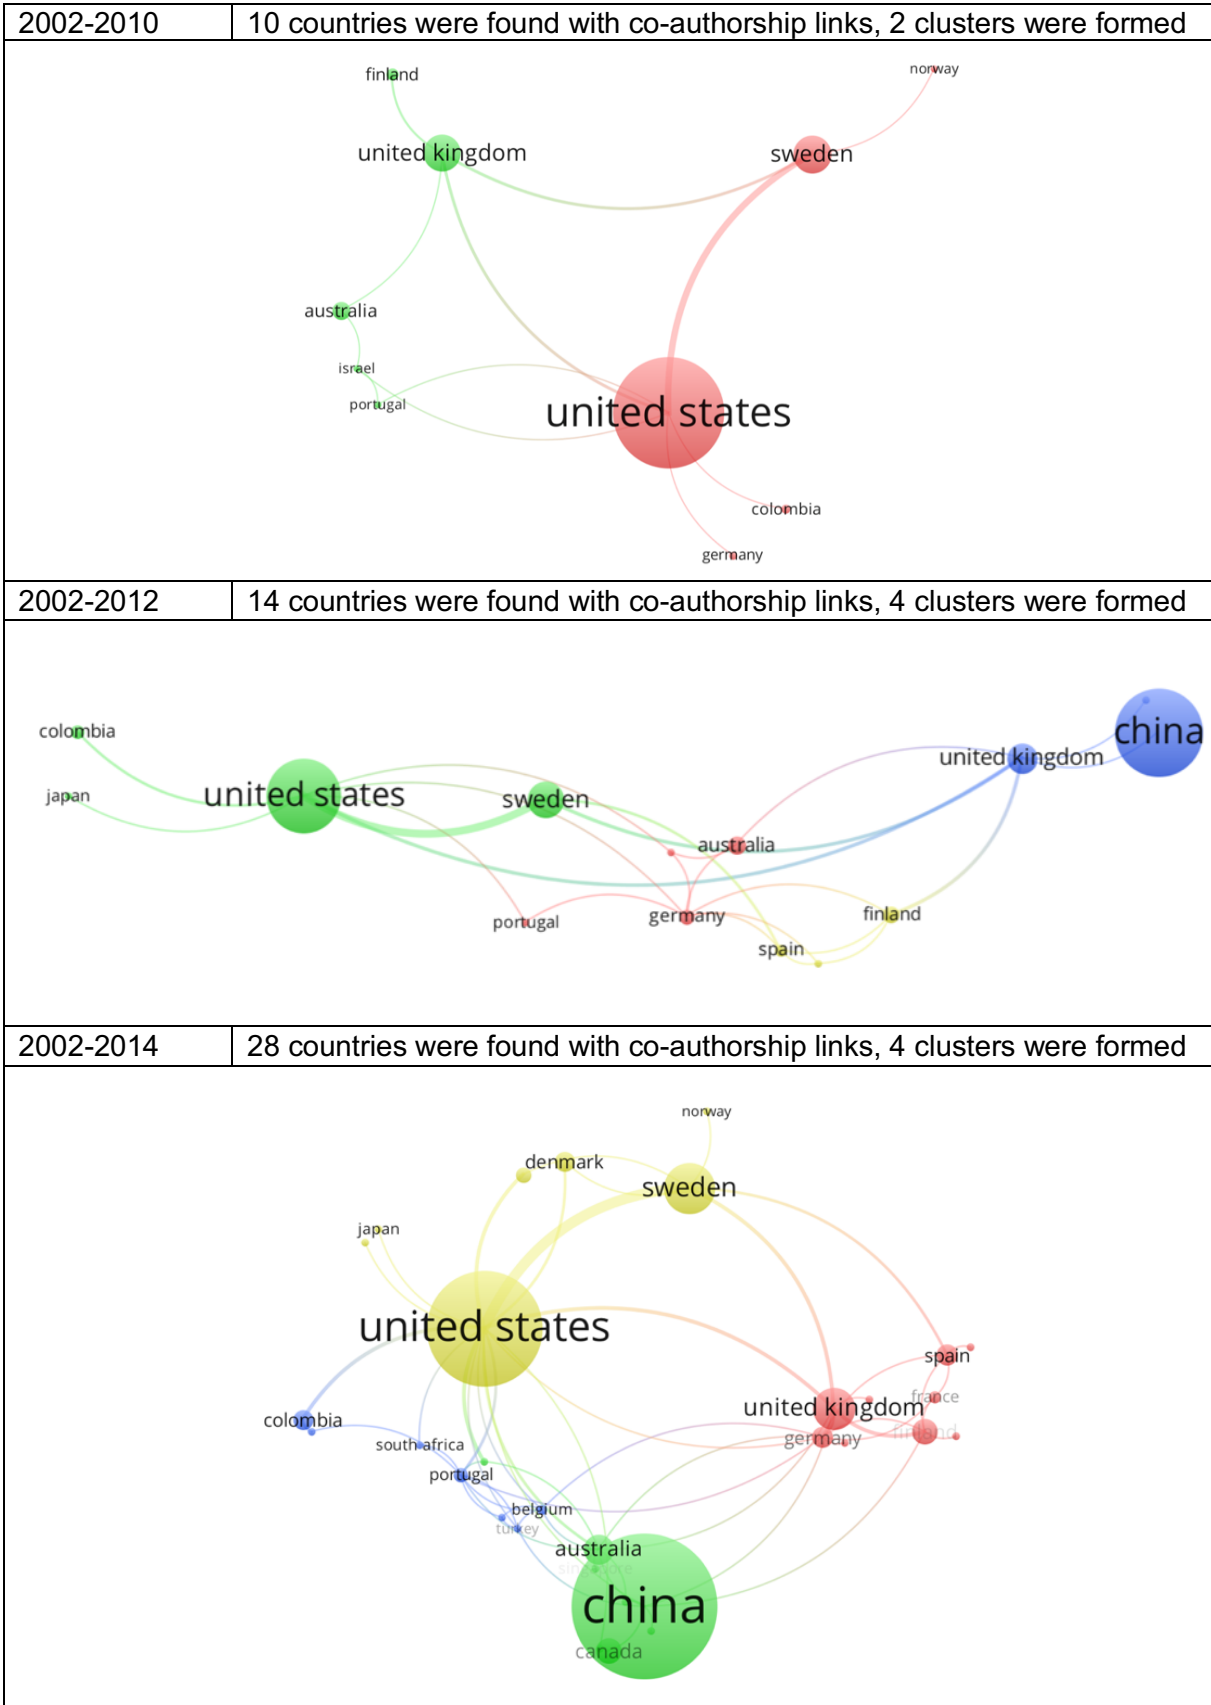 2002-2010 10 countries were found with co-authorship links, 2 clusters were formed
finland
norway
united kingdom
sweden
australia
israel
portugal
united states
colombia
germany
2002-2012 14 countries were found with co-authorship links, 4 clusters were formed
colombia
china
united kingdom
japan
united states
sweden
australia
portugal
germany
finland
spain
2002-2014 28 countries were found with co-authorship links, 4 clusters were formed
norway
denmark
sweden
japan
united states
spain
france
united kingdom
colombia
finland
germany
south africa
portugal
belgium
turkey
australia
singapore
china
canada